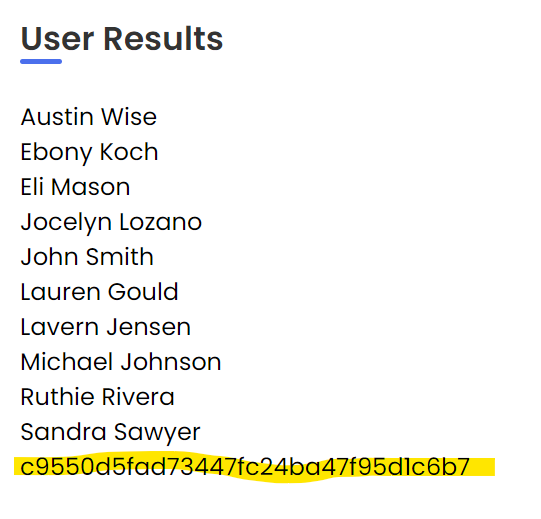 User Results
Austin Wise
Ebony Koch
Eli Mason
Jocelyn Lozano
John Smith
Lauren Gould
Lavern Jensen
Michael Johnson
Ruthie Rivera
Sandra Sawyer
c9550d5fad73447fc24ba47f95d1c6b7